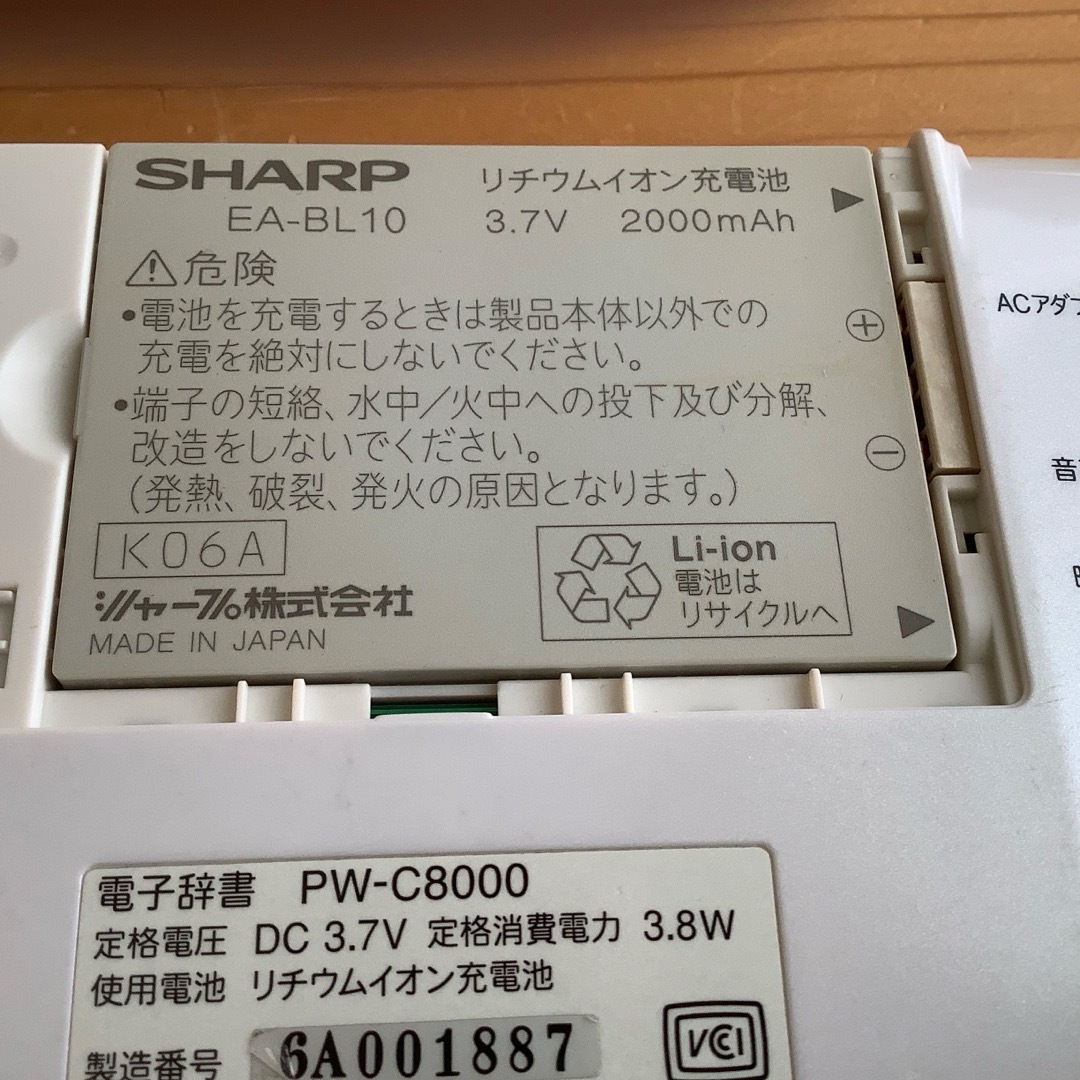 SHARP リチウムイオン充電池
EA-BL10 3.7V 2000mAh
危険
•電池を充電するときは製品本体以外での
充電を絶対にしないでください。
•端子の短絡、水中/火中への投下及び分解、
改造をしないでください。
(発熱、破裂、発火の原因となります。)
K06A
シャープ株式会社
MADE IN JAPAN
Li-ion
電池は
リサイクルへ
+
−
ACアダプ
音
電子辞書 PW-C8000
定格電圧 DC 3.7V 定格消費電力 3.8W
使用電池 リチウムイオン充電池
製造番号 6A001887
VCI